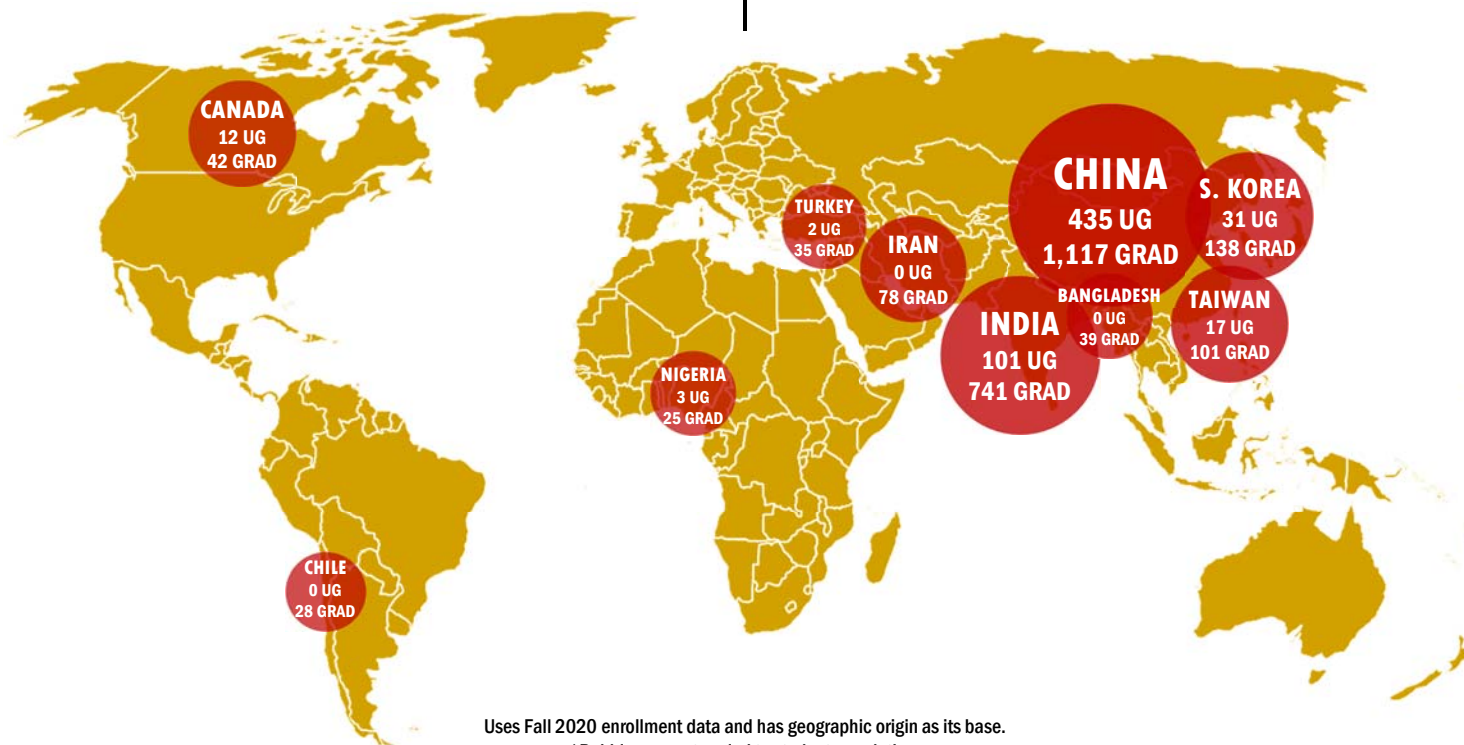 CANADA
12 UG
42 GRAD
CHINA
435 UG
1,117 GRAD
S. KOREA
31 UG
138 GRAD
TURKEY
2 UG
35 GRAD
IRAN
0 UG
78 GRAD
BANGLADESH
0 UG
39 GRAD
TAIWAN
17 UG
101 GRAD
INDIA
101 UG
741 GRAD
NIGERIA
3 UG
25 GRAD
CHILE
0 UG
28 GRAD
Uses Fall 2020 enrollment data and has geographic origin as its base.